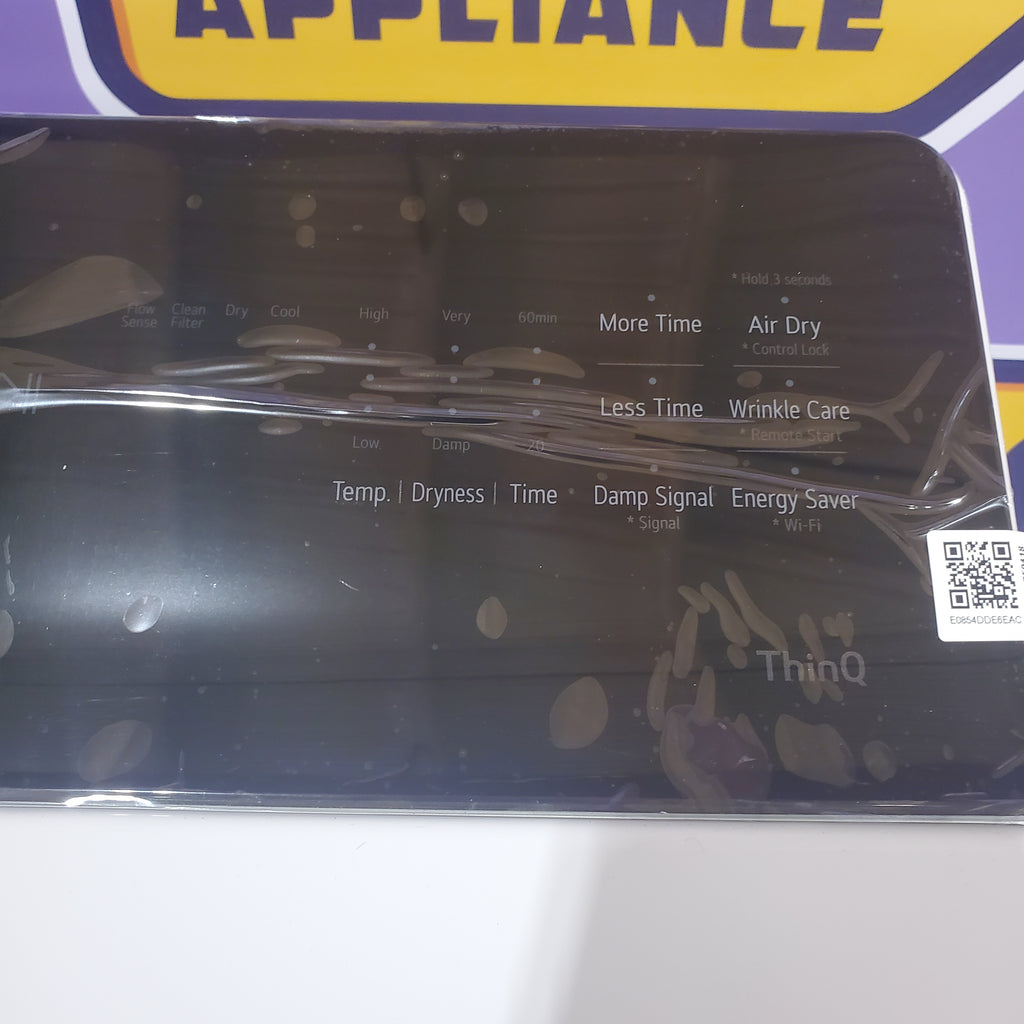 APPLIANCE
* Hold 3 seconds
Flow Sense
Clean Filter
Dry
Cool
High
Very
60min
More Time
Air Dry
* Control Lock
Less Time
Wrinkle Care
* Remote Start
Low
Damp
20
Temp. | Dryness | Time
Damp Signal
* Signal
Energy Saver
* Wi-Fi
E0854DDE6EAC
ThinQ